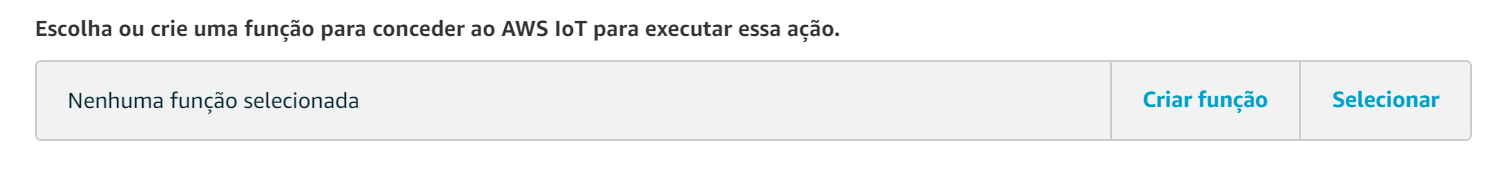 Escolha ou crie uma função para conceder ao AWS IoT para executar essa ação.
Nenhuma função selecionada Criar função Selecionar